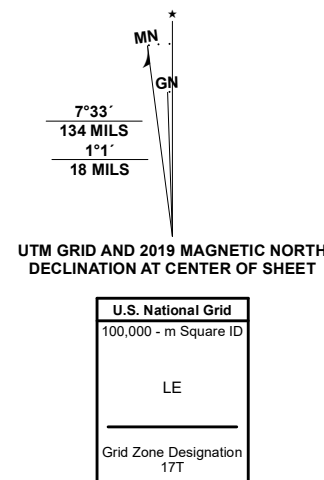 ★
MN
GN
7°33´
134 MILS
1°1´
18 MILS
UTM GRID AND 2019 MAGNETIC NORTH
DECLINATION AT CENTER OF SHEET
U.S. National Grid
100,000 - m Square ID
LE
Grid Zone Designation
17T